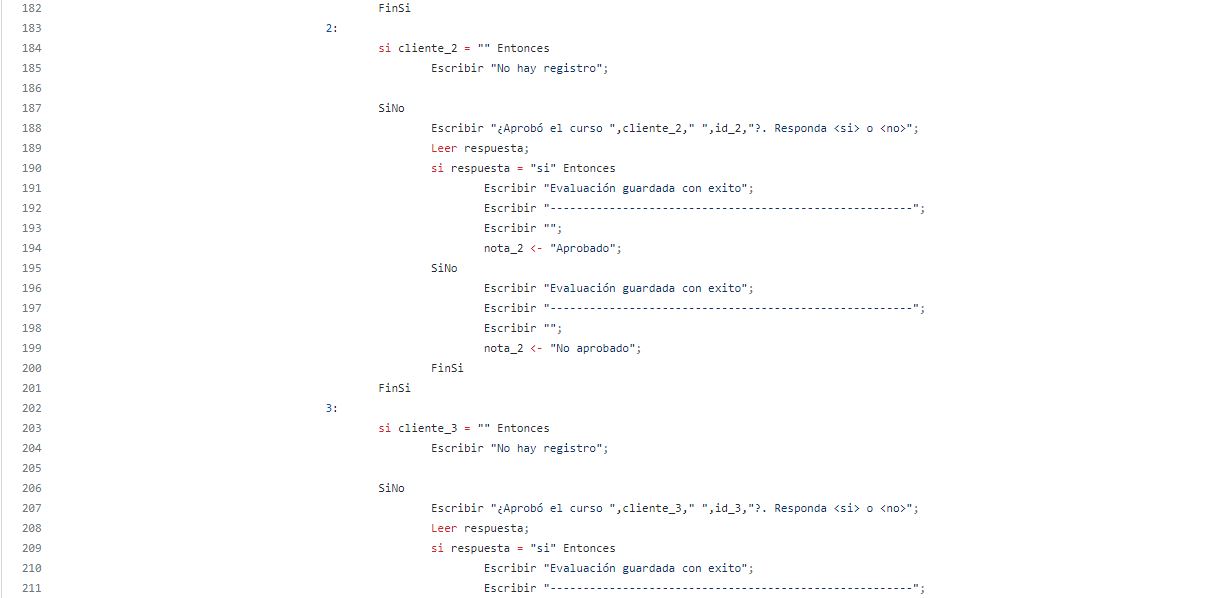 182 FinSi
183 2:
184 si cliente_2 = "" Entonces
185 Escribir "No hay registro";
186
187 SiNo
188 Escribir "¿Aprobó el curso ",cliente_2," ",id_2,"?. Responda <si> o <no>";
189 Leer respuesta;
190 si respuesta = "si" Entonces
191 Escribir "Evaluación guardada con exito";
192 Escribir "-------------------------------------------------------";
193 Escribir "";
194 nota_2 <- "Aprobado";
195 SiNo
196 Escribir "Evaluación guardada con exito";
197 Escribir "-------------------------------------------------------";
198 Escribir "";
199 nota_2 <- "No aprobado";
200 FinSi
201 FinSi
202 3:
203 si cliente_3 = "" Entonces
204 Escribir "No hay registro";
205
206 SiNo
207 Escribir "¿Aprobó el curso ",cliente_3," ",id_3,"?. Responda <si> o <no>";
208 Leer respuesta;
209 si respuesta = "si" Entonces
210 Escribir "Evaluación guardada con exito";
211 Escribir "-------------------------------------------------------";